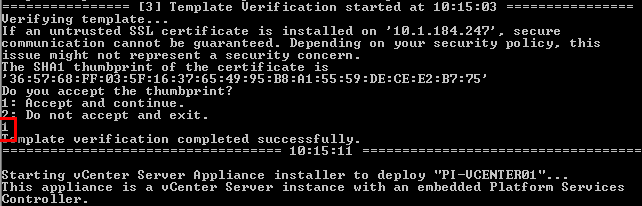 =============== [3] Template Verification started at 10:15:03 ===============
Verifying template...
If an untrusted SSL certificate is installed on '10.1.184.247', secure
communication cannot be guaranteed. Depending on your security policy, this
issue might not represent a security concern.
The SHA1 thumbprint of the certificate is
'36:57:68:FF:03:5F:16:37:65:49:95:B8:A1:55:59:DE:CE:E2:B7:75'
Do you accept the thumbprint?
1: Accept and continue.
2: Do not accept and exit.
1
Template verification completed successfully.
================================== 10:15:11 ==================================
Starting vCenter Server Appliance installer to deploy "PI-VCENTER01"...
This appliance is a vCenter Server instance with an embedded Platform Services
Controller.